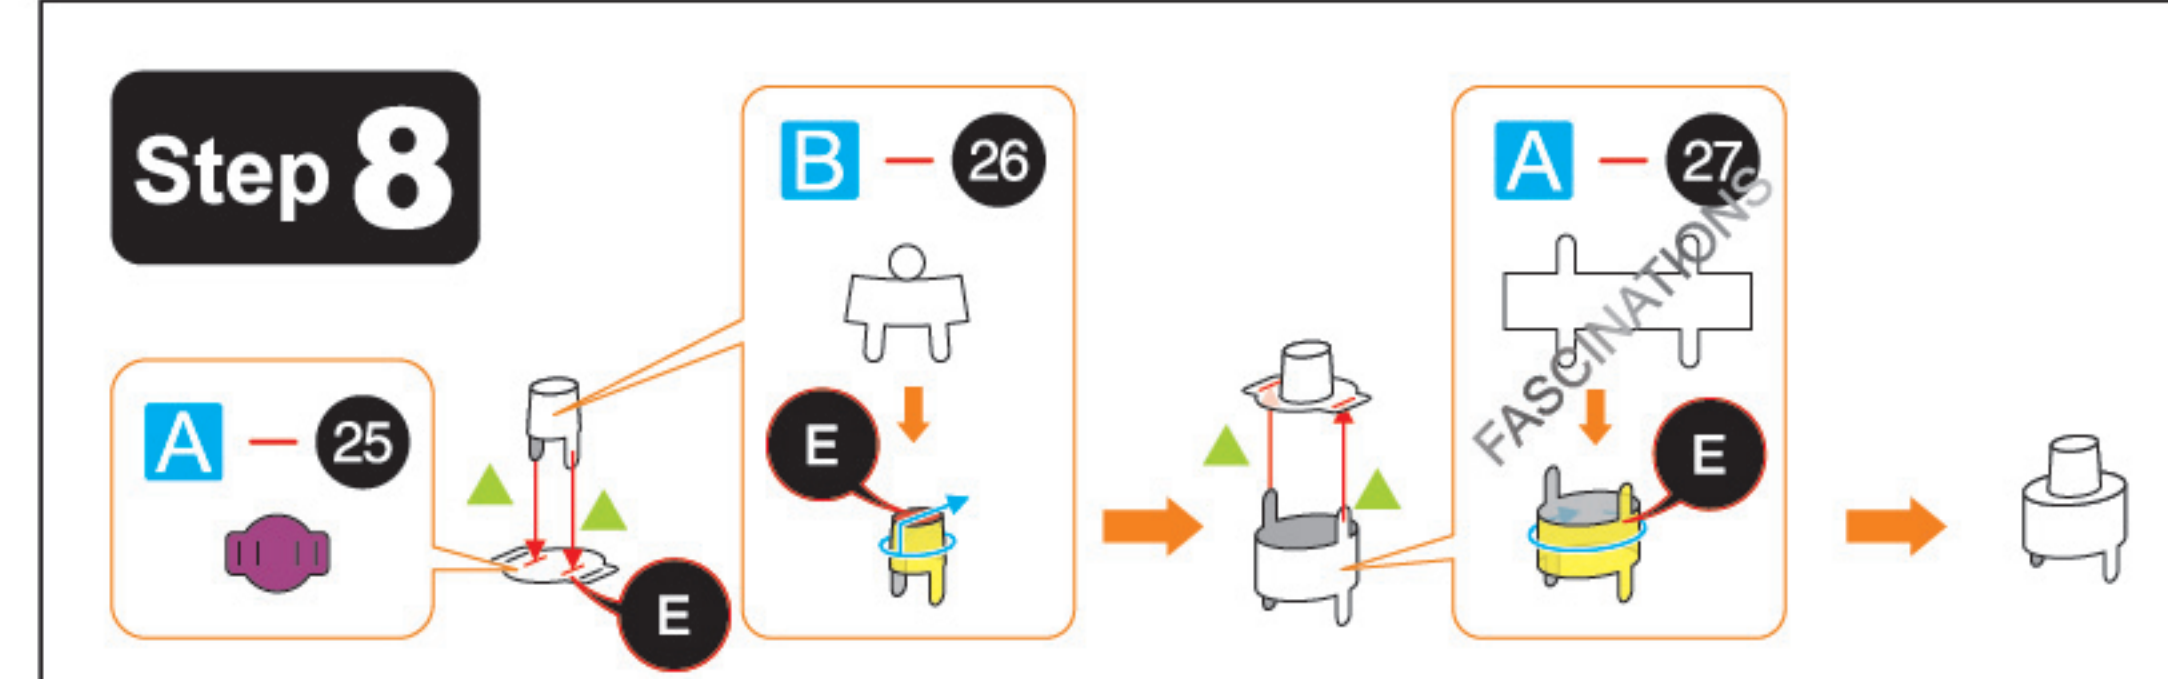 Step 8
A – 25
E
B – 26
E
A – 27
E
FASCINATIONS